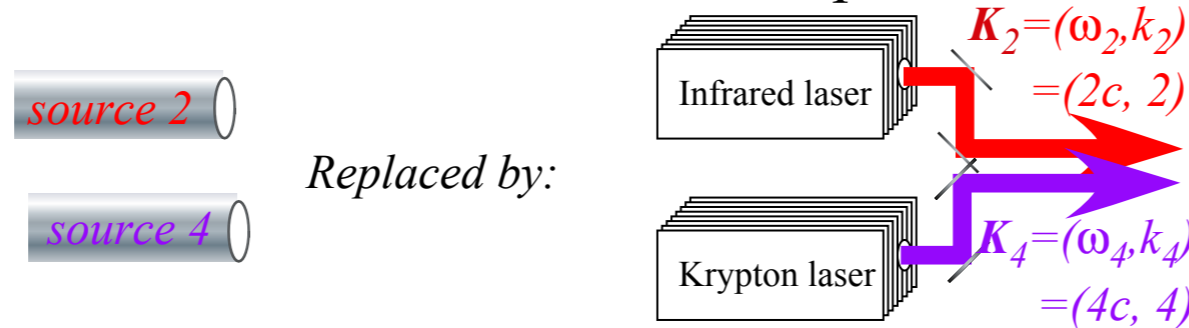 source 2
source 4
Replaced by:
Infrared laser
Krypton laser
K₂=(ω₂,k₂)
=(2c, 2)
K₄=(ω₄,k₄)
=(4c, 4)